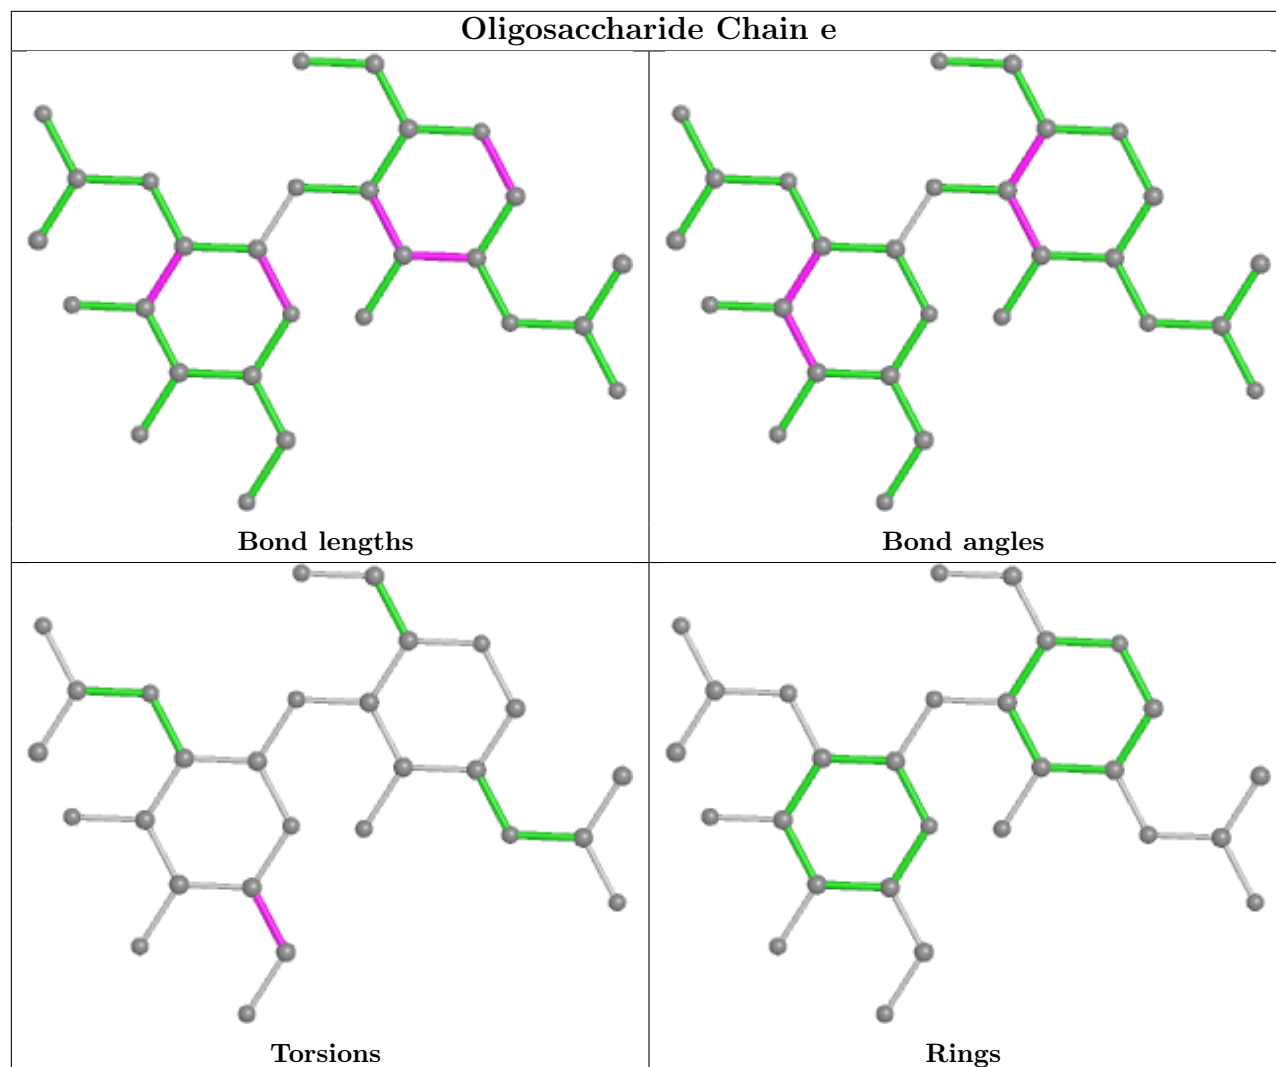 Oligosaccharide Chain e
Bond lengths
Bond angles
Torsions
Rings